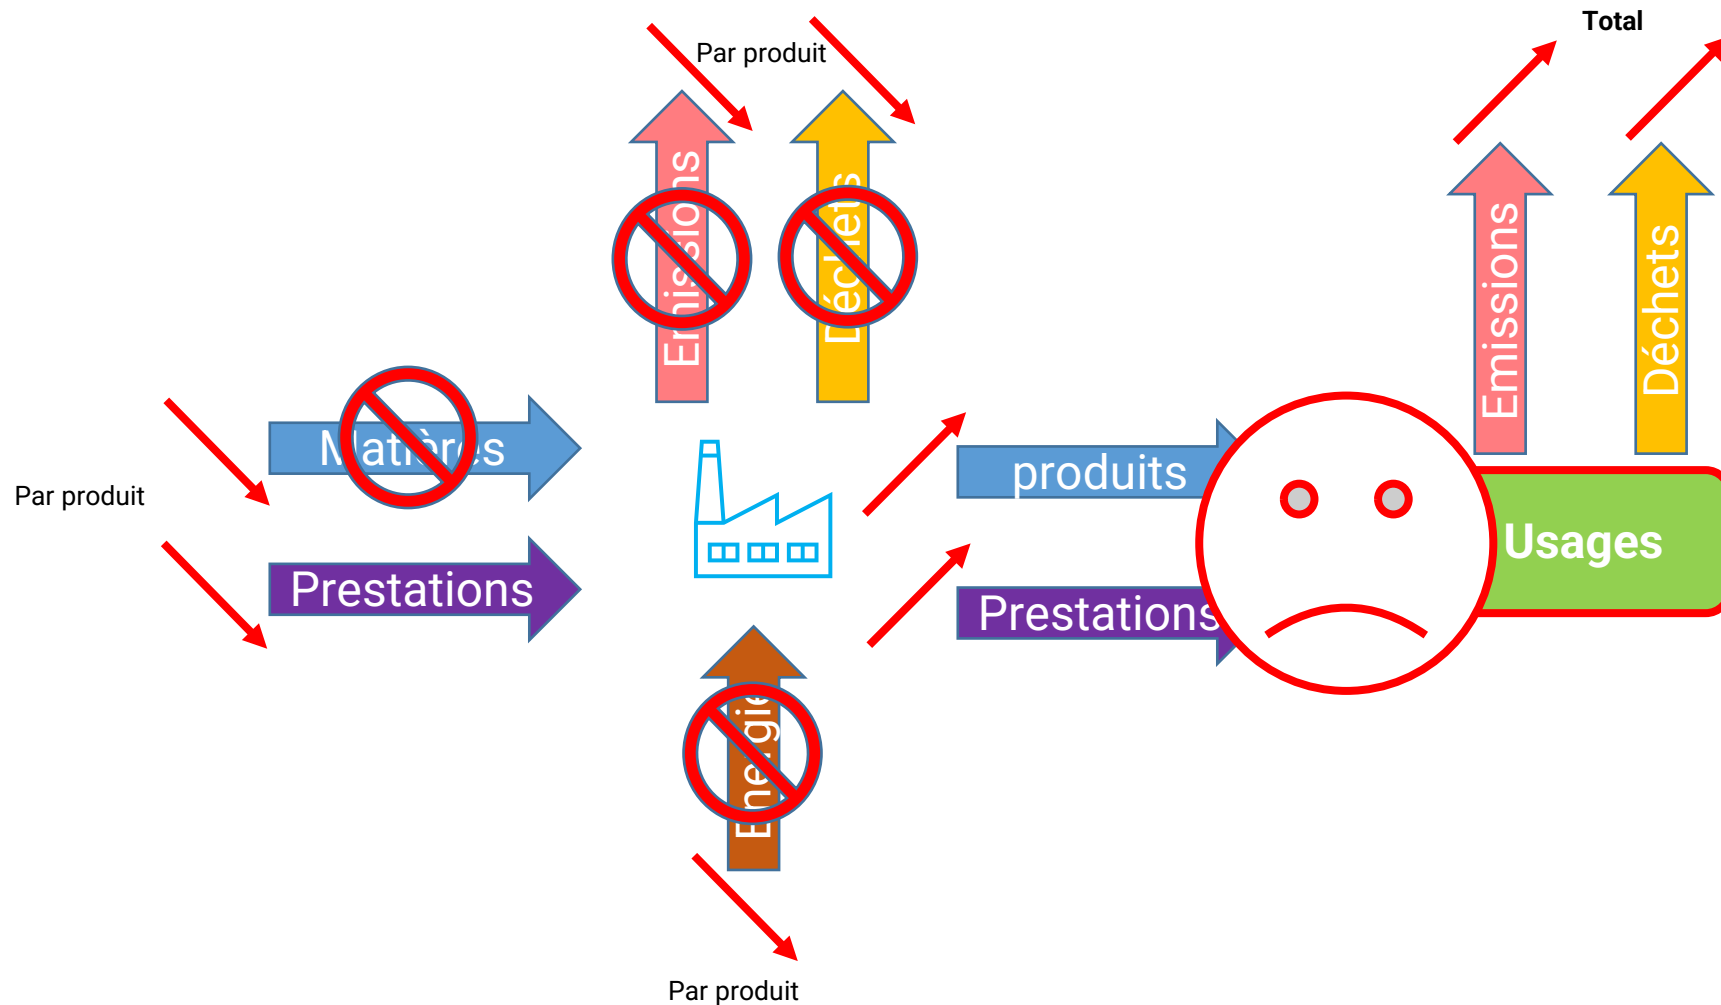 Total
Par produit
Emissions
Déchets
Emissions
Déchets
Matières
produits
Par produit
Usages
Prestations
Prestations
Energie
Par produit